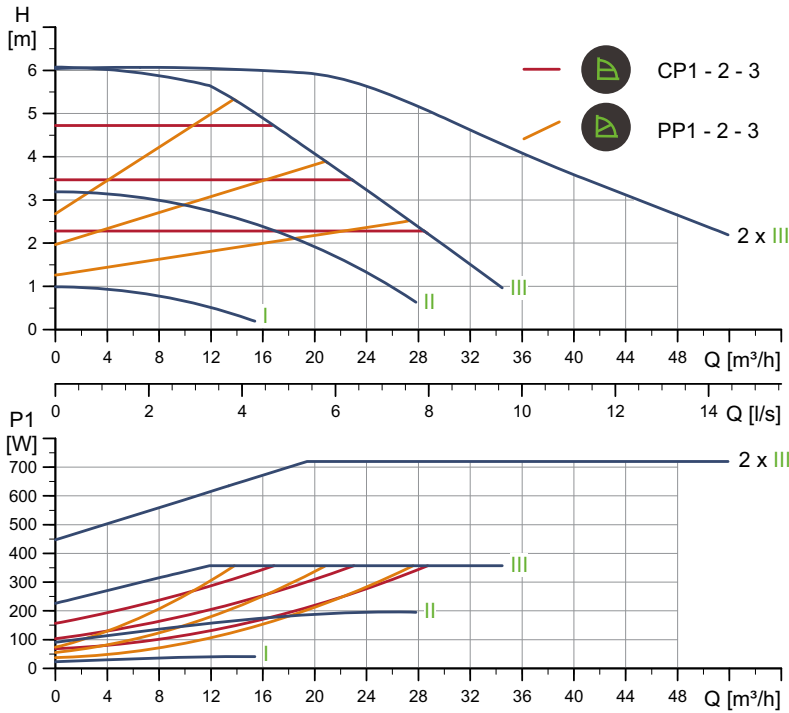 H
[m]
6
5
4
3
2
1
0
CP1 - 2 - 3
PP1 - 2 - 3
2 x III
III
II
I
0 4 8 12 16 20 24 28 32 36 40 44 48 Q [m³/h]
0 2 4 6 8 10 12 14 Q [l/s]
P1
[W]
700
600
500
400
300
200
100
0
2 x III
III
II
I
0 4 8 12 16 20 24 28 32 36 40 44 48 Q [m³/h]